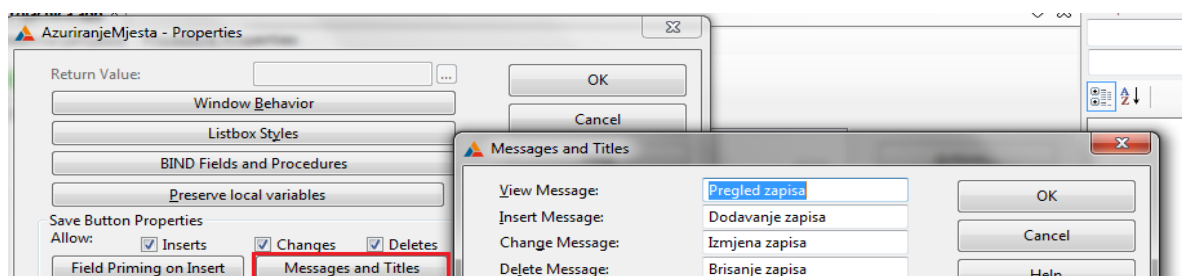 AzuriranjeMjesta - Properties
Return Value:
...
OK
Window Behavior
Cancel
Listbox Styles
BIND Fields and Procedures
Preserve local variables
Save Button Properties
Allow:
Inserts
Changes
Deletes
Field Priming on Insert
Messages and Titles
Messages and Titles
View Message:
Pregled zapisa
OK
Insert Message:
Dodavanje zapisa
Change Message:
Izmjena zapisa
Cancel
Delete Message:
Brisanje zapisa
Help